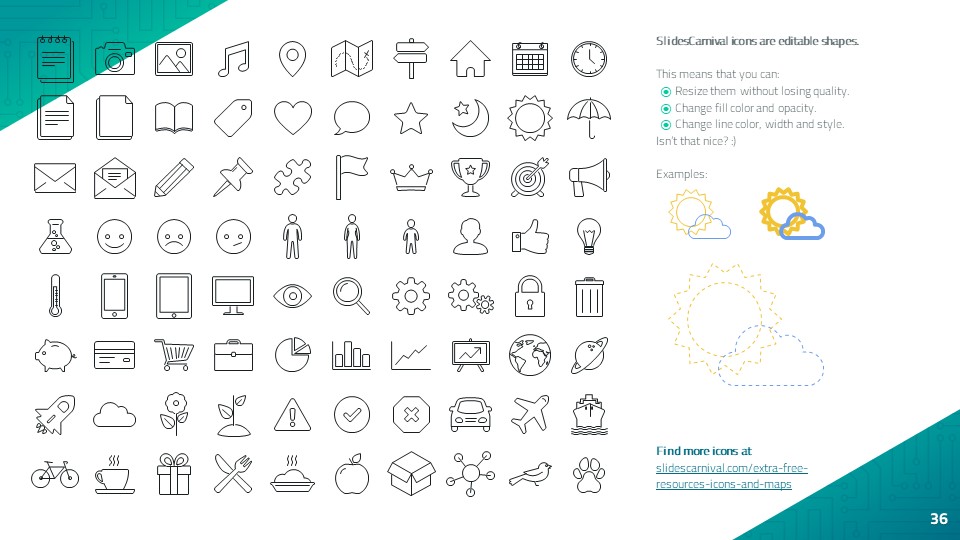 SlidesCarnival icons are editable shapes.
This means that you can:
Resize them without losing quality.
Change fill color and opacity.
Change line color, width and style.
Isn't that nice? :)
Examples:
Find more icons at
slidescarnival.com/extra-free-
resources-icons-and-maps
36